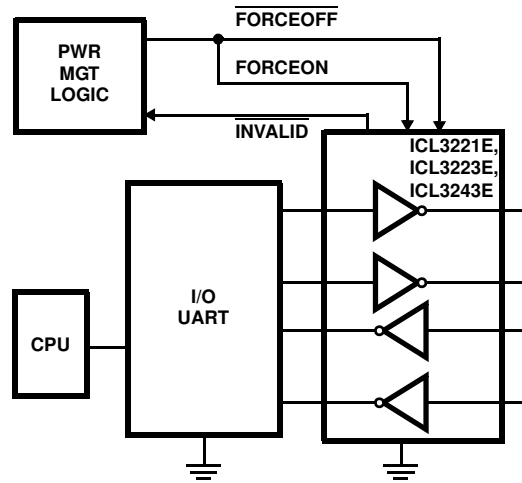 FORCEOFF
PWR
MGT
LOGIC
FORCEON
INVALID
ICL3221E,
ICL3223E,
ICL3243E
I/O
UART
CPU